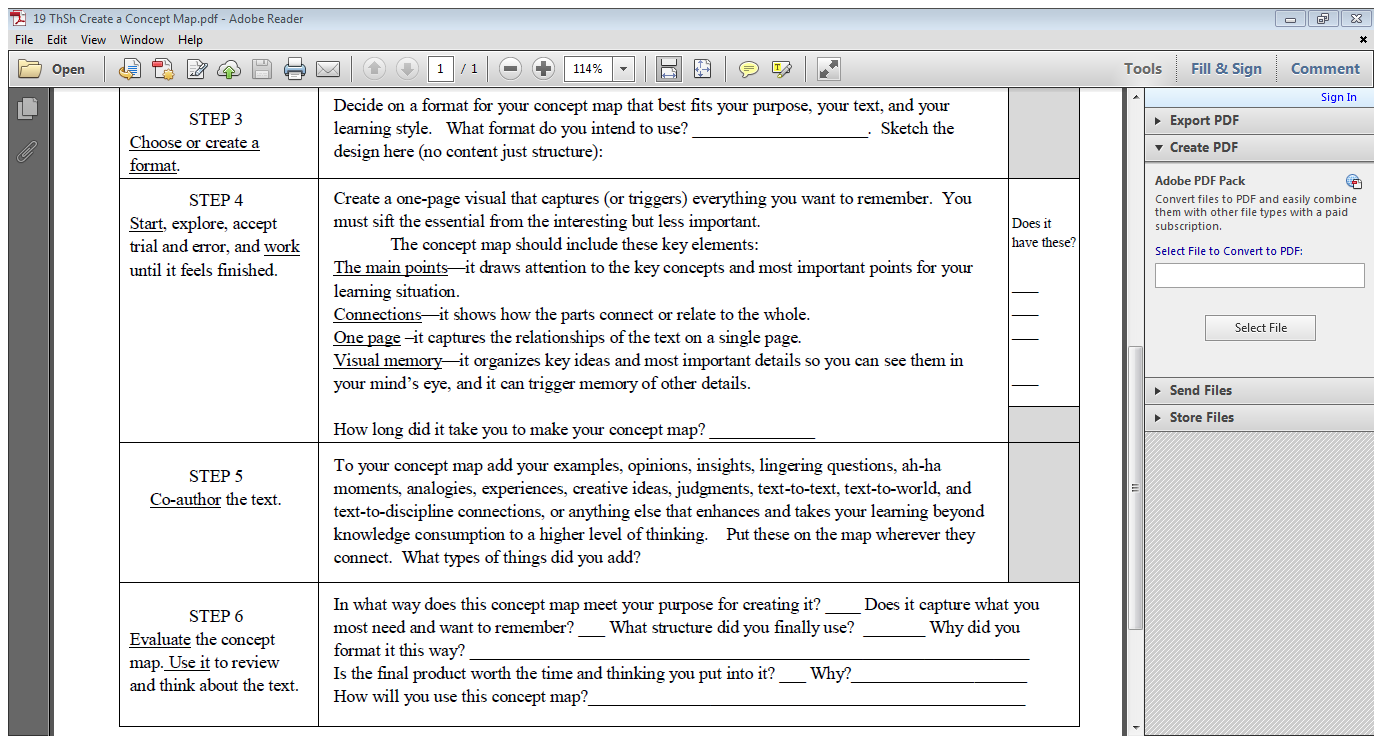 19 ThSh Create a Concept Map.pdf - Adobe Reader
File Edit View Window Help
Open 1 / 1 114% Tools Fill & Sign Comment
Sign In
Export PDF
Create PDF
Adobe PDF Pack
Convert files to PDF and easily combine
them with other file types with a paid
subscription.
Select File to Convert to PDF:
Select File
Send Files
Store Files
STEP 3
Choose or create a
format.
Decide on a format for your concept map that best fits your purpose, your text, and your
learning style. What format do you intend to use? ____________________. Sketch the
design here (no content just structure):
STEP 4
Start, explore, accept
trial and error, and work
until it feels finished.
Create a one-page visual that captures (or triggers) everything you want to remember. You
must sift the essential from the interesting but less important.
The concept map should include these key elements:
The main points—it draws attention to the key concepts and most important points for your
learning situation.
Connections—it shows how the parts connect or relate to the whole.
One page –it captures the relationships of the text on a single page.
Visual memory—it organizes key ideas and most important details so you can see them in
your mind's eye, and it can trigger memory of other details.
How long did it take you to make your concept map? ____________
Does it
have these?
___
___
___
___
STEP 5
Co-author the text.
To your concept map add your examples, opinions, insights, lingering questions, ah-ha
moments, analogies, experiences, creative ideas, judgments, text-to-text, text-to-world, and
text-to-discipline connections, or anything else that enhances and takes your learning beyond
knowledge consumption to a higher level of thinking. Put these on the map wherever they
connect. What types of things did you add?
STEP 6
Evaluate the concept
map. Use it to review
and think about the text.
In what way does this concept map meet your purpose for creating it? ____ Does it capture what you
most need and want to remember? ___ What structure did you finally use? _______ Why did you
format it this way? ________________________________________________________________
Is the final product worth the time and thinking you put into it? ___ Why?____________________
How will you use this concept map?__________________________________________________